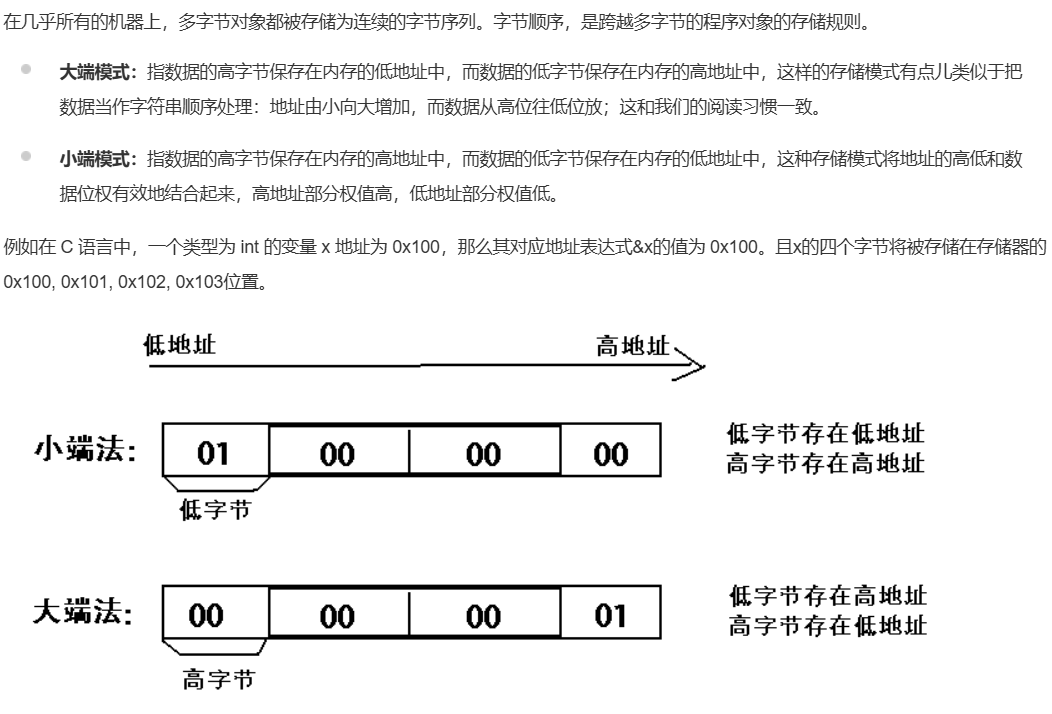 在几乎所有的机器上，多字节对象都被存储为连续的字节序列。字节顺序，是跨越多字节的程序对象的存储规则。
大端模式：指数据的高字节保存在内存的低地址中，而数据的低字节保存在内存的高地址中，这样的存储模式有点儿类似于把
数据当作字符串顺序处理：地址由小向大增加，而数据从高位往低位放；这和我们的阅读习惯一致。
小端模式：指数据的高字节保存在内存的高地址中，而数据的低字节保存在内存的低地址中，这种存储模式将地址的高低和数
据位权有效地结合起来，高地址部分权值高，低地址部分权值低。
例如在 C 语言中，一个类型为 int 的变量 x 地址为 0x100，那么其对应地址表达式&x的值为 0x100。且x的四个字节将被存储在存储器的
0x100, 0x101, 0x102, 0x103位置。
低地址 高地址
小端法: 01 00 00 00 低字节存在低地址
高字节存在高地址
低字节
大端法: 00 00 00 01 低字节存在高地址
高字节存在低地址
高字节